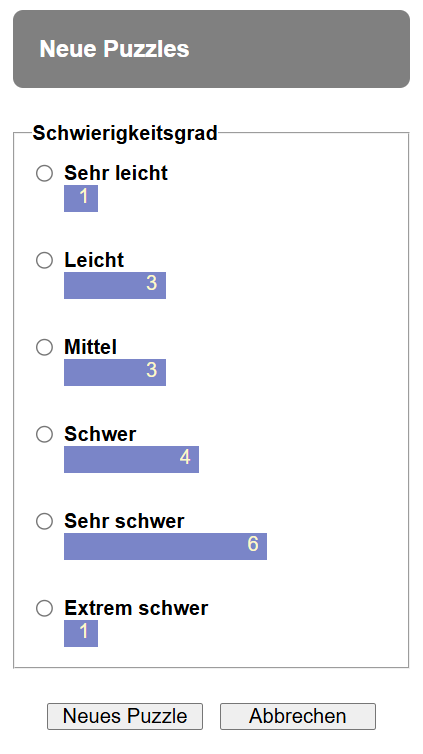 Neue Puzzles
Schwierigkeitsgrad
Sehr leicht
1
Leicht
3
Mittel
3
Schwer
4
Sehr schwer
6
Extrem schwer
1
Neues Puzzle Abbrechen